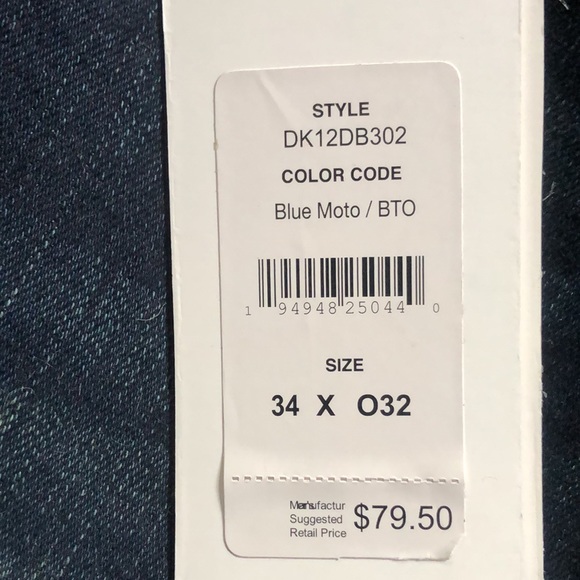 STYLE
DK12DB302
COLOR CODE
Blue Moto / BTO
1 94948 25044 0
SIZE
34 X O32
Suggested
Retail Price
$79.50